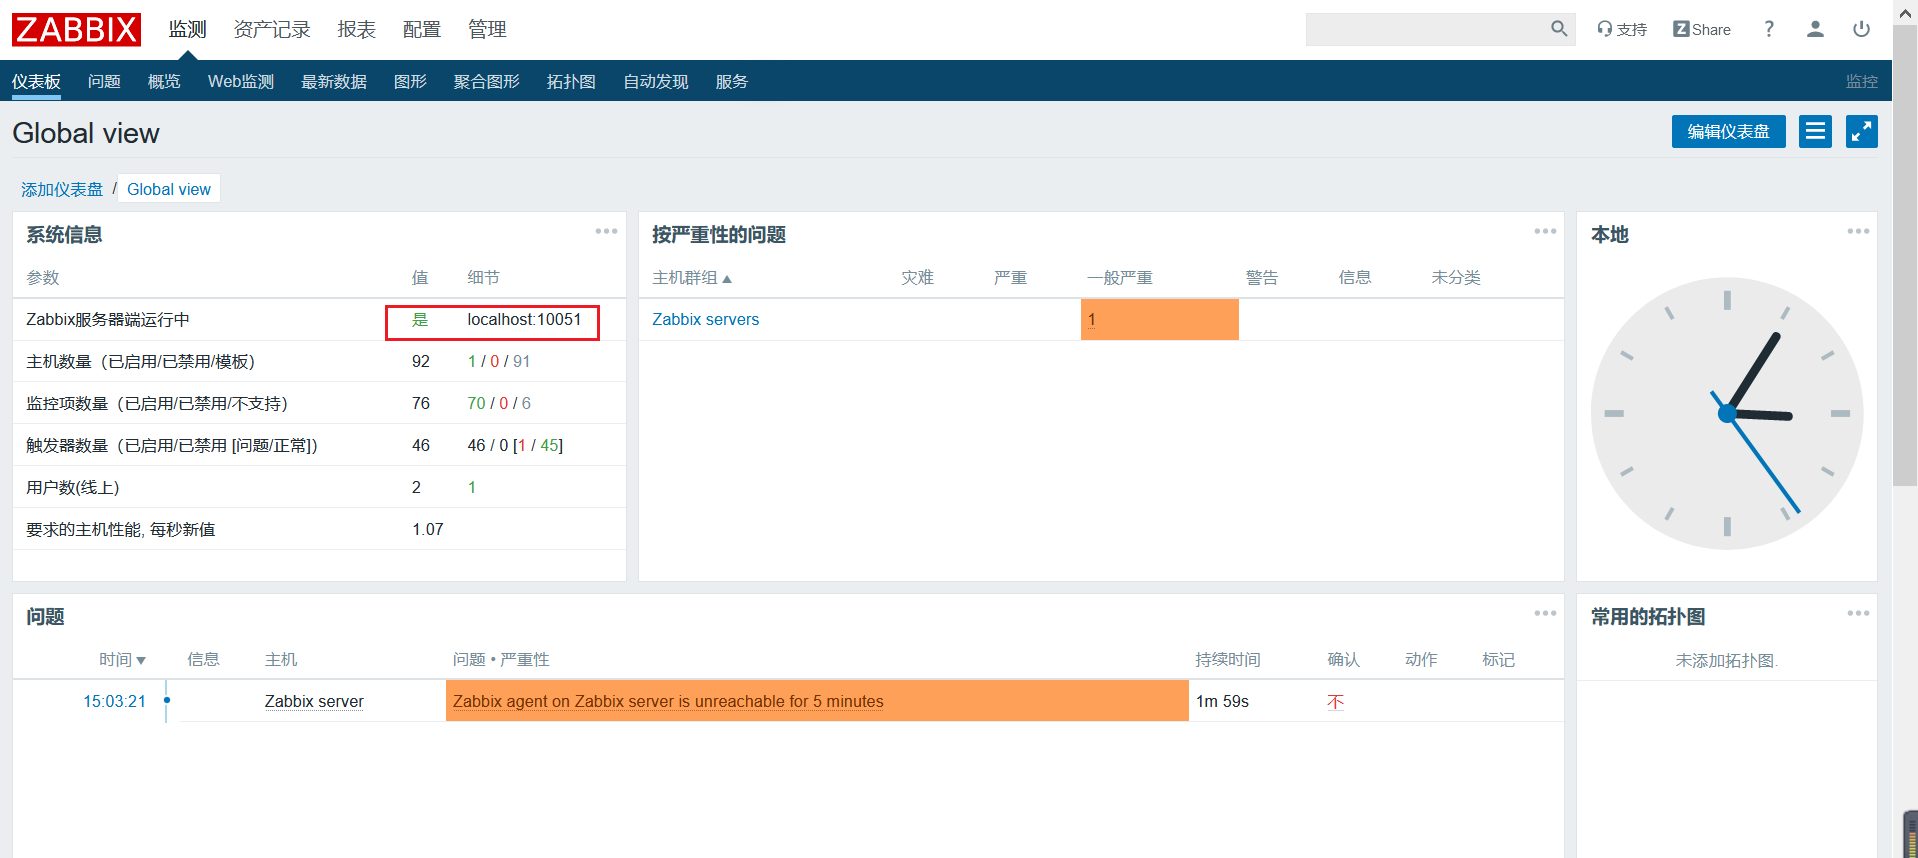 ZABBIX 监测 资产记录 报表 配置 管理 支持 Z Share ?
仪表板 问题 概览 Web监测 最新数据 图形 聚合图形 拓扑图 自动发现 服务 监控
Global view 编辑仪表盘
添加仪表盘 / Global view
系统信息
参数 值 细节
Zabbix服务器端运行中 是 localhost:10051
主机数量（已启用/已禁用/模板） 92 1 / 0 / 91
监控项数量（已启用/已禁用/不支持） 76 70 / 0 / 6
触发器数量（已启用/已禁用 [问题/正常]） 46 46 / 0 [1 / 45]
用户数(线上) 2 1
要求的主机性能, 每秒新值 1.07
按严重性的问题
主机群组▲ 灾难 严重 一般严重 警告 信息 未分类
Zabbix servers 1
本地
问题
时间▼ 信息 主机 问题 • 严重性 持续时间 确认 动作 标记
15:03:21 Zabbix server Zabbix agent on Zabbix server is unreachable for 5 minutes 1m 59s 不
常用的拓扑图
未添加拓扑图.